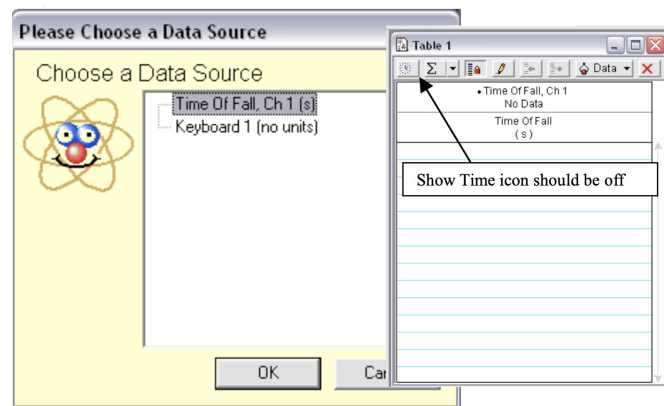 Please Choose a Data Source
Choose a Data Source
Time Of Fall, Ch 1 (s)
Keyboard 1 (no units)
OK
Table 1
Σ
Data
•Time Of Fall, Ch 1
No Data
Time Of Fall
( s )
Show Time icon should be off